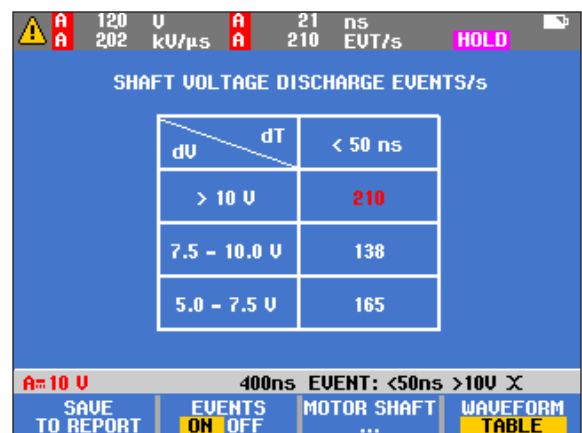 A 120 V A 21 ns
A 202 kV/µs A 210 EVT/s HOLD
SHAFT VOLTAGE DISCHARGE EVENTS/s
dV dT < 50 ns
> 10 V 210
7.5 - 10.0 V 138
5.0 - 7.5 V 165
A 10 V 400ns EVENT: <50ns >10V
SAVE TO REPORT EVENTS ON OFF MOTOR SHAFT ... WAVEFORM TABLE